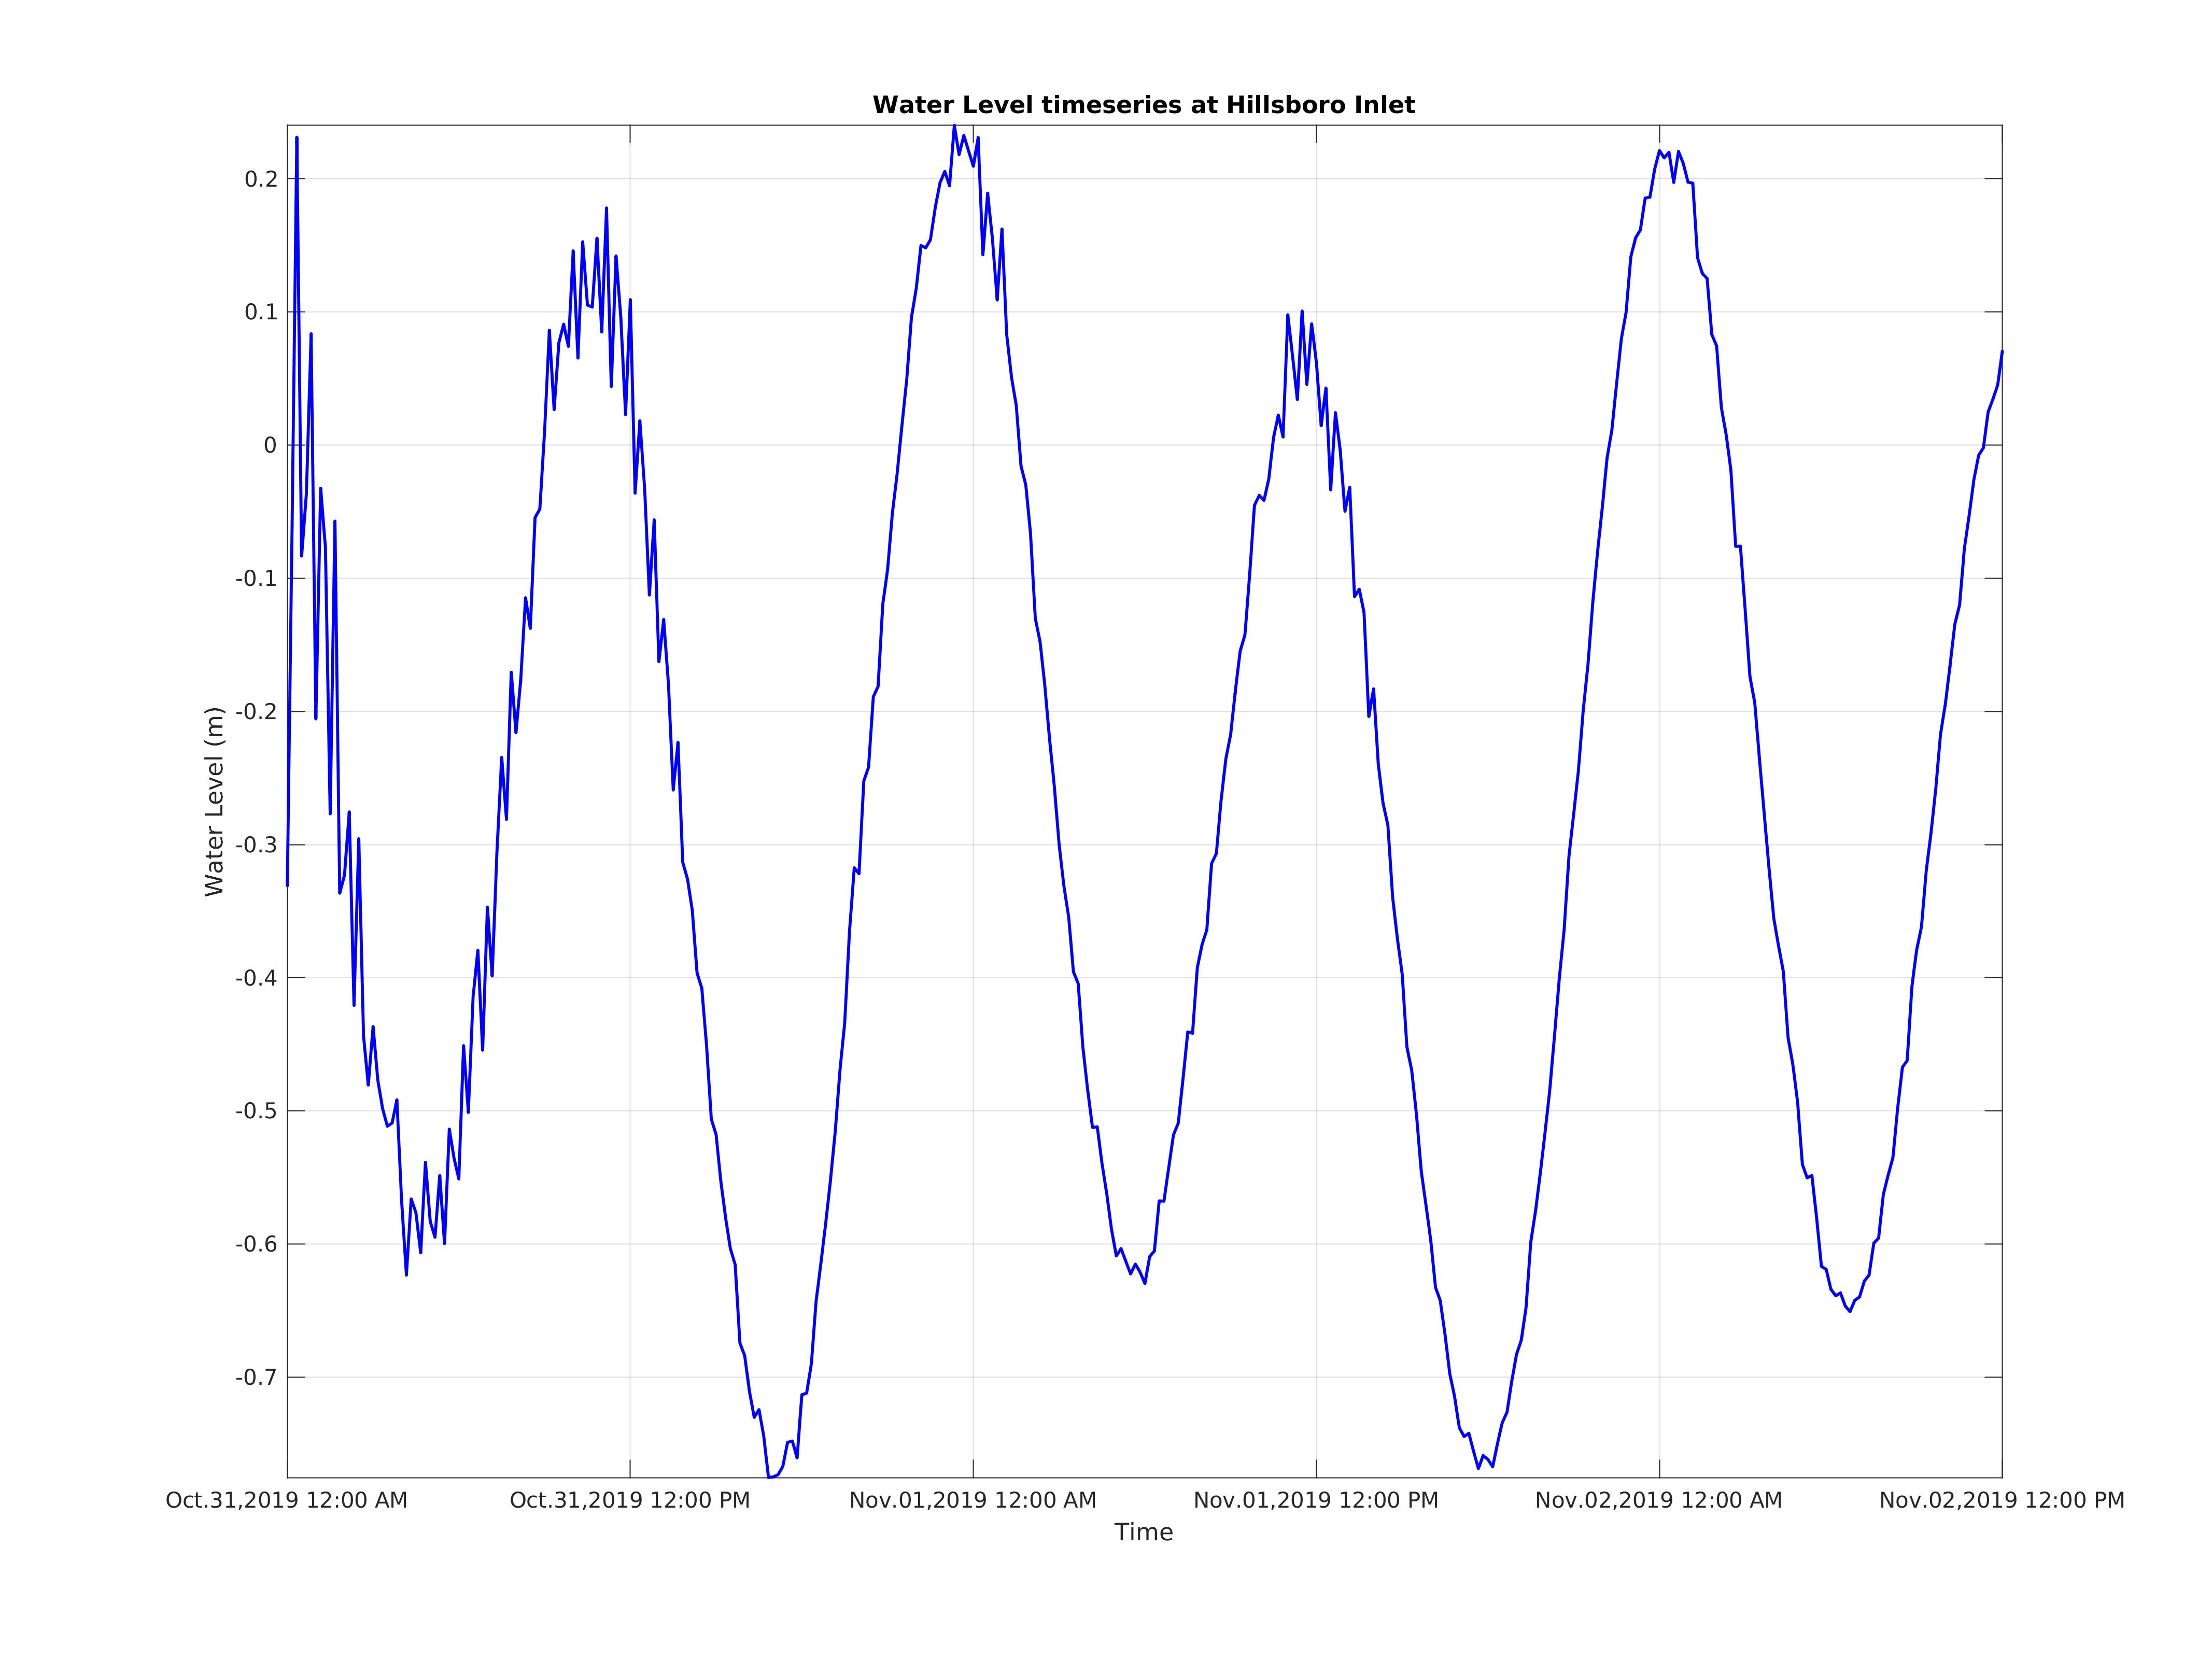 Water Level timeseries at Hillsboro Inlet
0.2
0.1
0
-0.1
-0.2
-0.3
-0.4
-0.5
-0.6
-0.7
Water Level (m)
Oct.31,2019 12:00 AM
Oct.31,2019 12:00 PM
Nov.01,2019 12:00 AM
Nov.01,2019 12:00 PM
Nov.02,2019 12:00 AM
Nov.02,2019 12:00 PM
Time